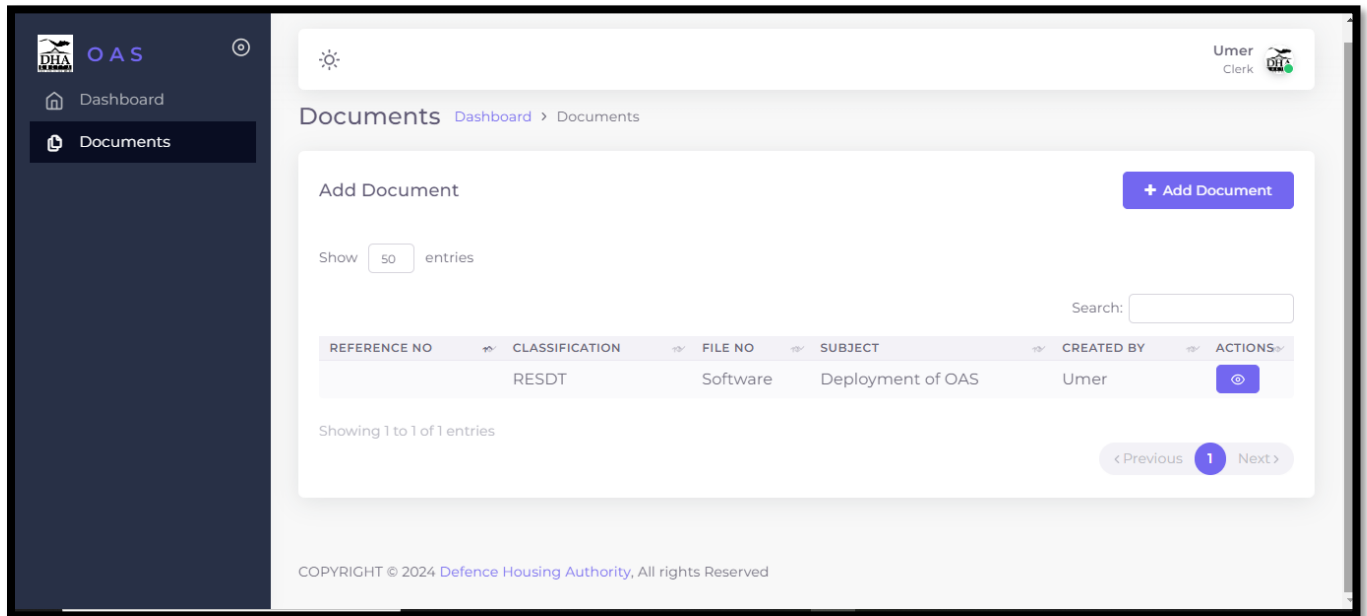 DHA
OAS
Dashboard
Documents
Umer
Clerk
DHA
Documents Dashboard > Documents
Add Document
+ Add Document
Show 50 entries
Search:
REFERENCE NO CLASSIFICATION FILE NO SUBJECT CREATED BY ACTIONS
RESDT Software Deployment of OAS Umer
Showing 1 to 1 of 1 entries
< Previous 1 Next >
COPYRIGHT © 2024 Defence Housing Authority, All rights Reserved